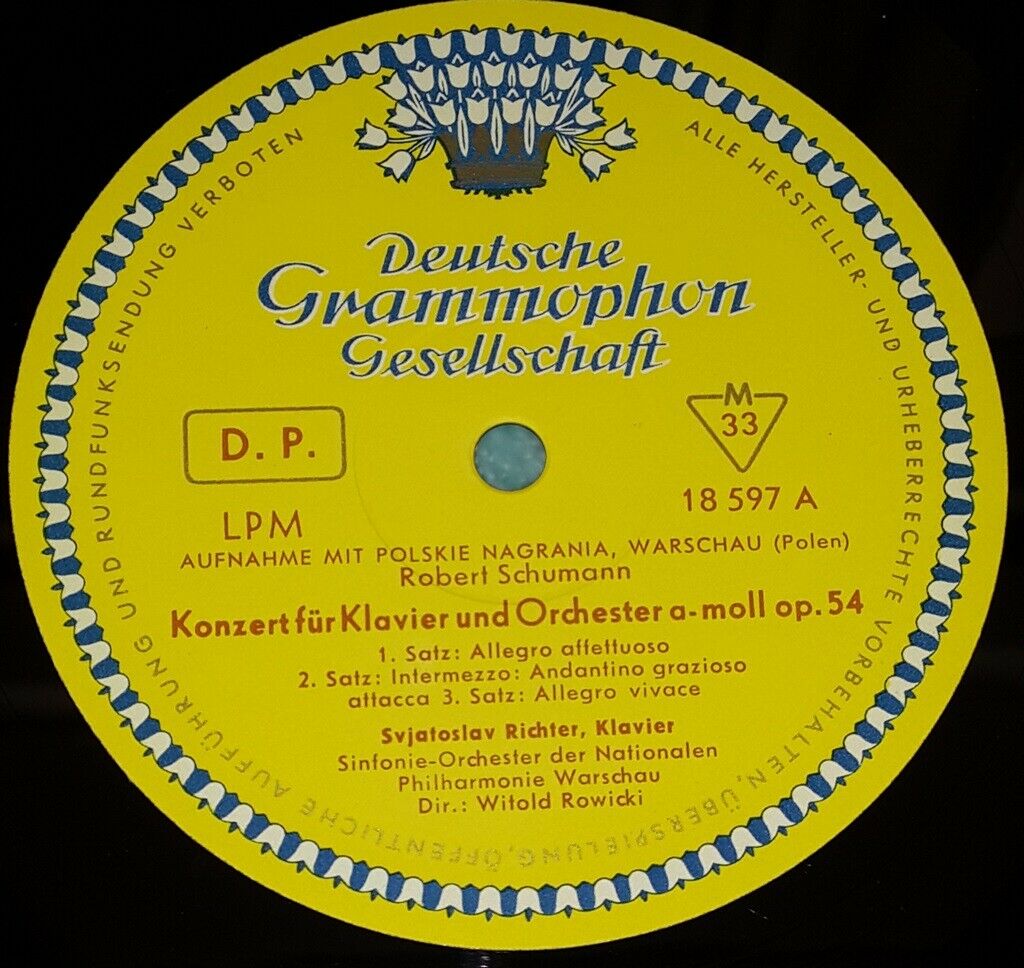 ALLE HERSTELLER- UND URHEBERRECHTE VORBEHALTEN, ÜBERSPIELUNG, ÖFFENTLICHE AUFFÜHRUNG UND RUNDFUNKSENDUNG VERBOTEN
Deutsche
Grammophon
Gesellschaft
D. P.
M
33
LPM
18 597 A
AUFNAHME MIT POLSKIE NAGRANIA, WARSCHAU (Polen)
Robert Schumann
Konzert für Klavier und Orchester a-moll op. 54
1. Satz: Allegro affettuoso
2. Satz: Intermezzo: Andantino grazioso
attacca 3. Satz: Allegro vivace
Svjatoslav Richter, Klavier
Sinfonie-Orchester der Nationalen
Philharmonie Warschau
Dir.: Witold Rowicki